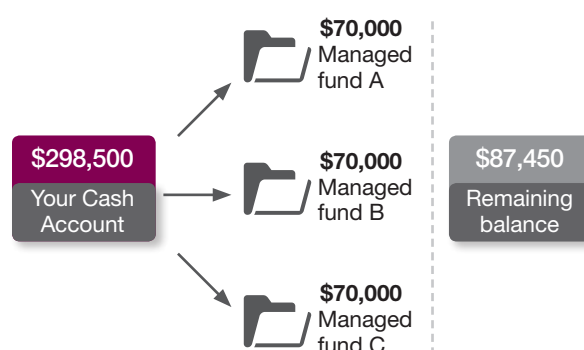 $70,000
Managed
fund A
$298,500
Your Cash
Account
$70,000
Managed
fund B
$87,450
Remaining
balance
$70,000
Managed
fund C